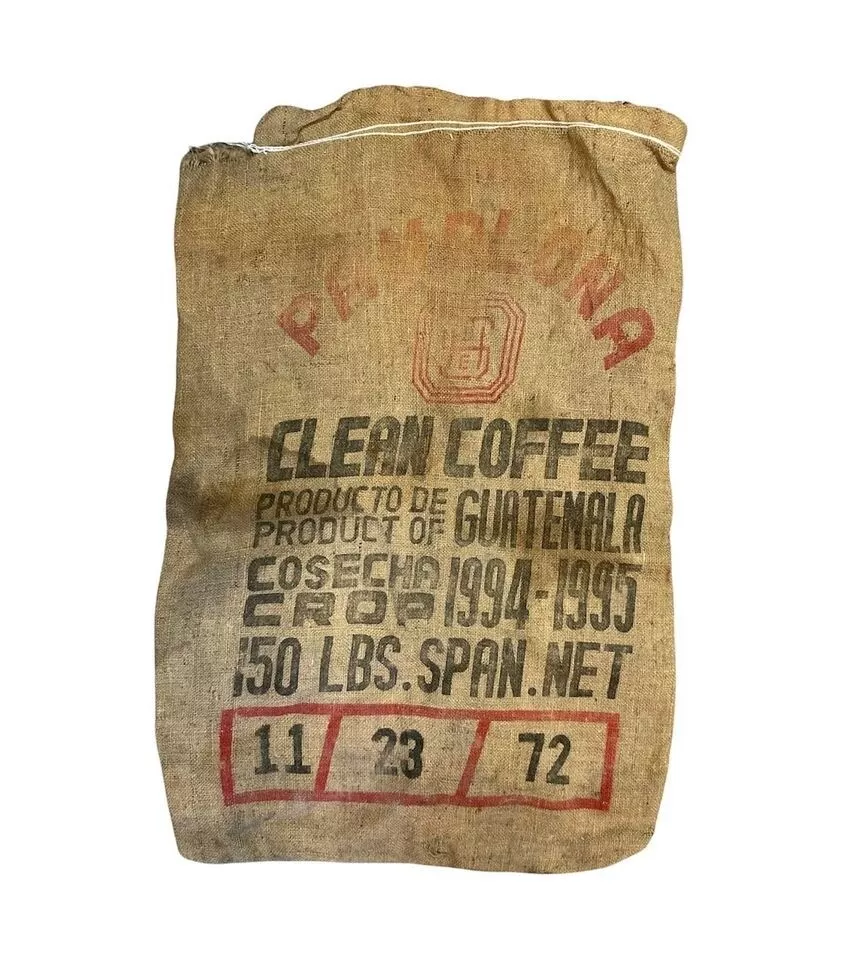 PAMPLONA
CLEAN COFFEE
PRODUCTO DE
PRODUCT OF GUATEMALA
COSECHA
CROP 1994-1995
150 LBS. SPAN. NET
11 23 72